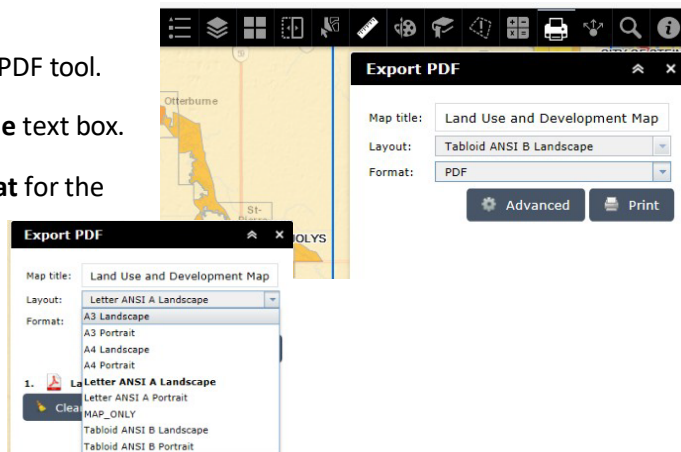 PDF tool.
e text box.
at for the
Otterburne
St-
Pierre
JOLYS
Export PDF
Map title: Land Use and Development Map
Layout: Tabloid ANSI B Landscape
Format: PDF
Advanced Print
Export PDF
Map title: Land Use and Development Map
Layout: Letter ANSI A Landscape
Format:
A3 Landscape
A3 Portrait
A4 Landscape
A4 Portrait
Letter ANSI A Landscape
Letter ANSI A Portrait
MAP_ONLY
Tabloid ANSI B Landscape
Tabloid ANSI B Portrait
1. La
Clea